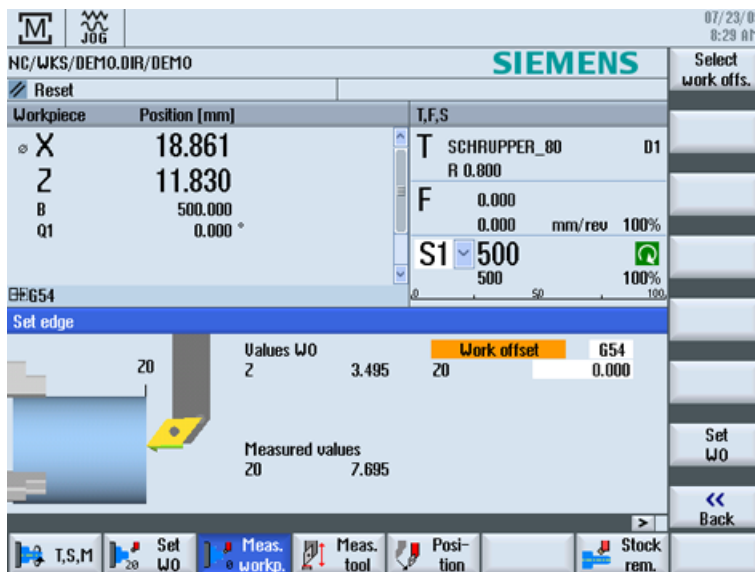 M JOG
07/23/0
8:29 AM
NC/WKS/DEMO.DIR/DEMO SIEMENS
Select
work offs.
Reset
Workpiece Position [mm] T,F,S
⌀ X 18.861
Z 11.830
B 500.000
Q1 0.000 °
G54
T SCHRUPPER_80 D1
R 0.800
F 0.000
0.000 mm/rev 100%
S1 500
500 100%
0 50 100
Set edge
Z0
Values WO
Z 3.495
Work offset G54
Z0 0.000
Measured values
Z0 7.695
Set
WO
<<
Back
>
T,S,M
Z0
Set
WO
0
Meas.
workp.
Meas.
tool
Posi-
tion
Stock
rem.